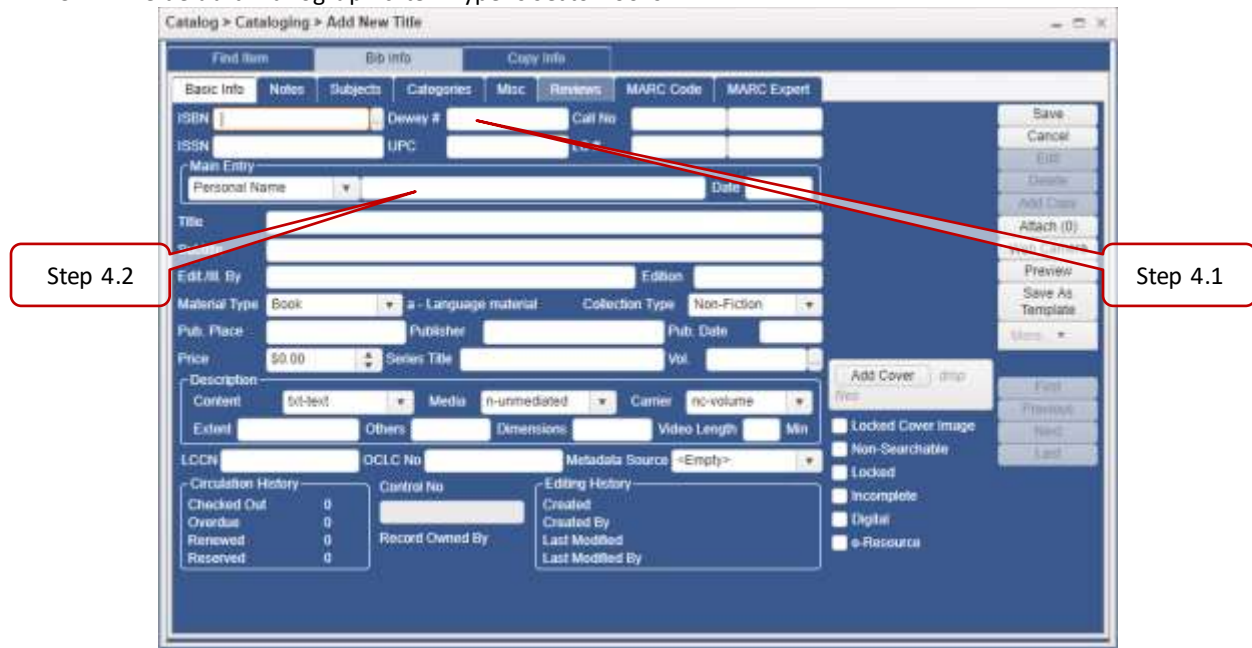 Catalog > Cataloging > Add New Title
Find Item Bib Info Copy Info
Basic Info Notes Subjects Categories Misc Reviews MARC Code MARC Expert
ISBN Dewey # Call No
ISSN UPC
Main Entry
Personal Name Date
Title
Edit./Ill. By Edition
Material Type Book a - Language material Collection Type Non-Fiction
Pub. Place Publisher Pub. Date
Price $0.00 Series Title Vol.
Description
Content txt-text Media n-unmediated Carrier nc-volume
Extent Others Dimensions Video Length Min
LCCN OCLC No Metadata Source <Empty>
Circulation History
Checked Out 0
Overdue 0
Renewed 0
Reserved 0
Control No
Record Owned By
Editing History
Created
Created By
Last Modified
Last Modified By
Add Cover drop
files
Locked Cover Image
Non-Searchable
Locked
Incomplete
Digital
e-Resource
Save
Cancel
Edit
Delete
Add Copy
Attach (0)
Web Camera
Preview
Save As
Template
More
First
Previous
Next
Last
Step 4.2
Step 4.1